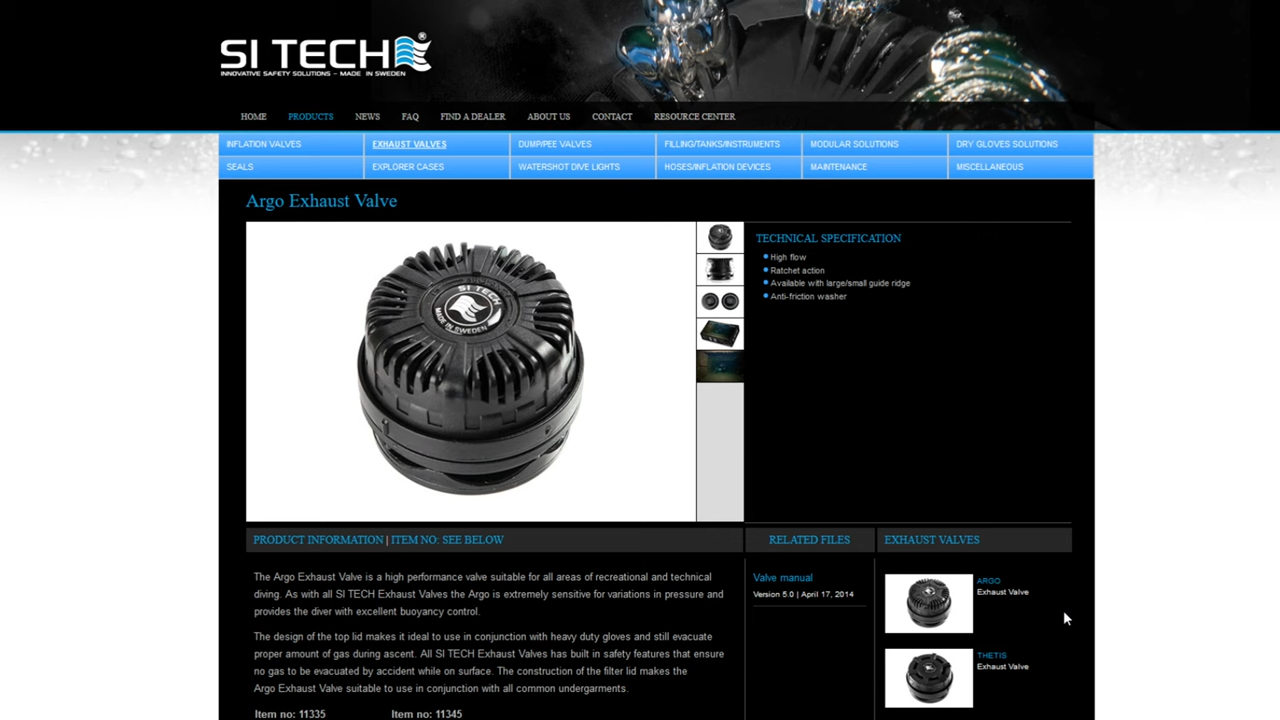 SI TECH®
INNOVATIVE SAFETY SOLUTIONS - MADE IN SWEDEN
HOME PRODUCTS NEWS FAQ FIND A DEALER ABOUT US CONTACT RESOURCE CENTER
INFLATION VALVES EXHAUST VALVES DUMP/PEE VALVES FILLING/TANKS/INSTRUMENTS MODULAR SOLUTIONS DRY GLOVES SOLUTIONS
SEALS EXPLORER CASES WATERSHOT DIVE LIGHTS HOSES/INFLATION DEVICES MAINTENANCE MISCELLANEOUS
Argo Exhaust Valve
SI TECH
MADE IN SWEDEN
TECHNICAL SPECIFICATION
High flow
Ratchet action
Available with large/small guide ridge
Anti-friction washer
PRODUCT INFORMATION | ITEM NO: SEE BELOW
The Argo Exhaust Valve is a high performance valve suitable for all areas of recreational and technical
diving. As with all SI TECH Exhaust Valves the Argo is extremely sensitive for variations in pressure and
provides the diver with excellent buoyancy control.
The design of the top lid makes it ideal to use in conjunction with heavy duty gloves and still evacuate
proper amount of gas during ascent. All SI TECH Exhaust Valves has built in safety features that ensure
no gas to be evacuated by accident while on surface. The construction of the filter lid makes the
Argo Exhaust Valve suitable to use in conjunction with all common undergarments.
Item no: 11335 Item no: 11345
RELATED FILES
Valve manual
Version 5.0 | April 17, 2014
EXHAUST VALVES
ARGO
Exhaust Valve
THETIS
Exhaust Valve